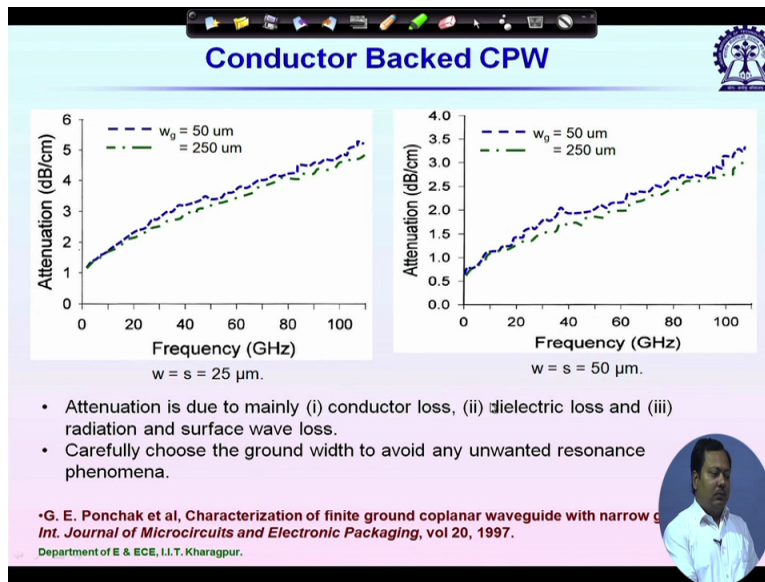 Conductor Backed CPW
6
5
4
3
2
1
0
Attenuation (dB/cm)
wg = 50 um
= 250 um
0 20 40 60 80 100
Frequency (GHz)
w = s = 25 µm.
4.0
3.5
3.0
2.5
2.0
1.5
1.0
0.5
0.0
Attenuation (dB/cm)
wg = 50 um
= 250 um
0 20 40 60 80 100
Frequency (GHz)
w = s = 50 µm.
• Attenuation is due to mainly (i) conductor loss, (ii) dielectric loss and (iii)
radiation and surface wave loss.
• Carefully choose the ground width to avoid any unwanted resonance
phenomena.
•G. E. Ponchak et al, Characterization of finite ground coplanar waveguide with narrow g
Int. Journal of Microcircuits and Electronic Packaging, vol 20, 1997.
Department of E & ECE, I.I.T. Kharagpur.